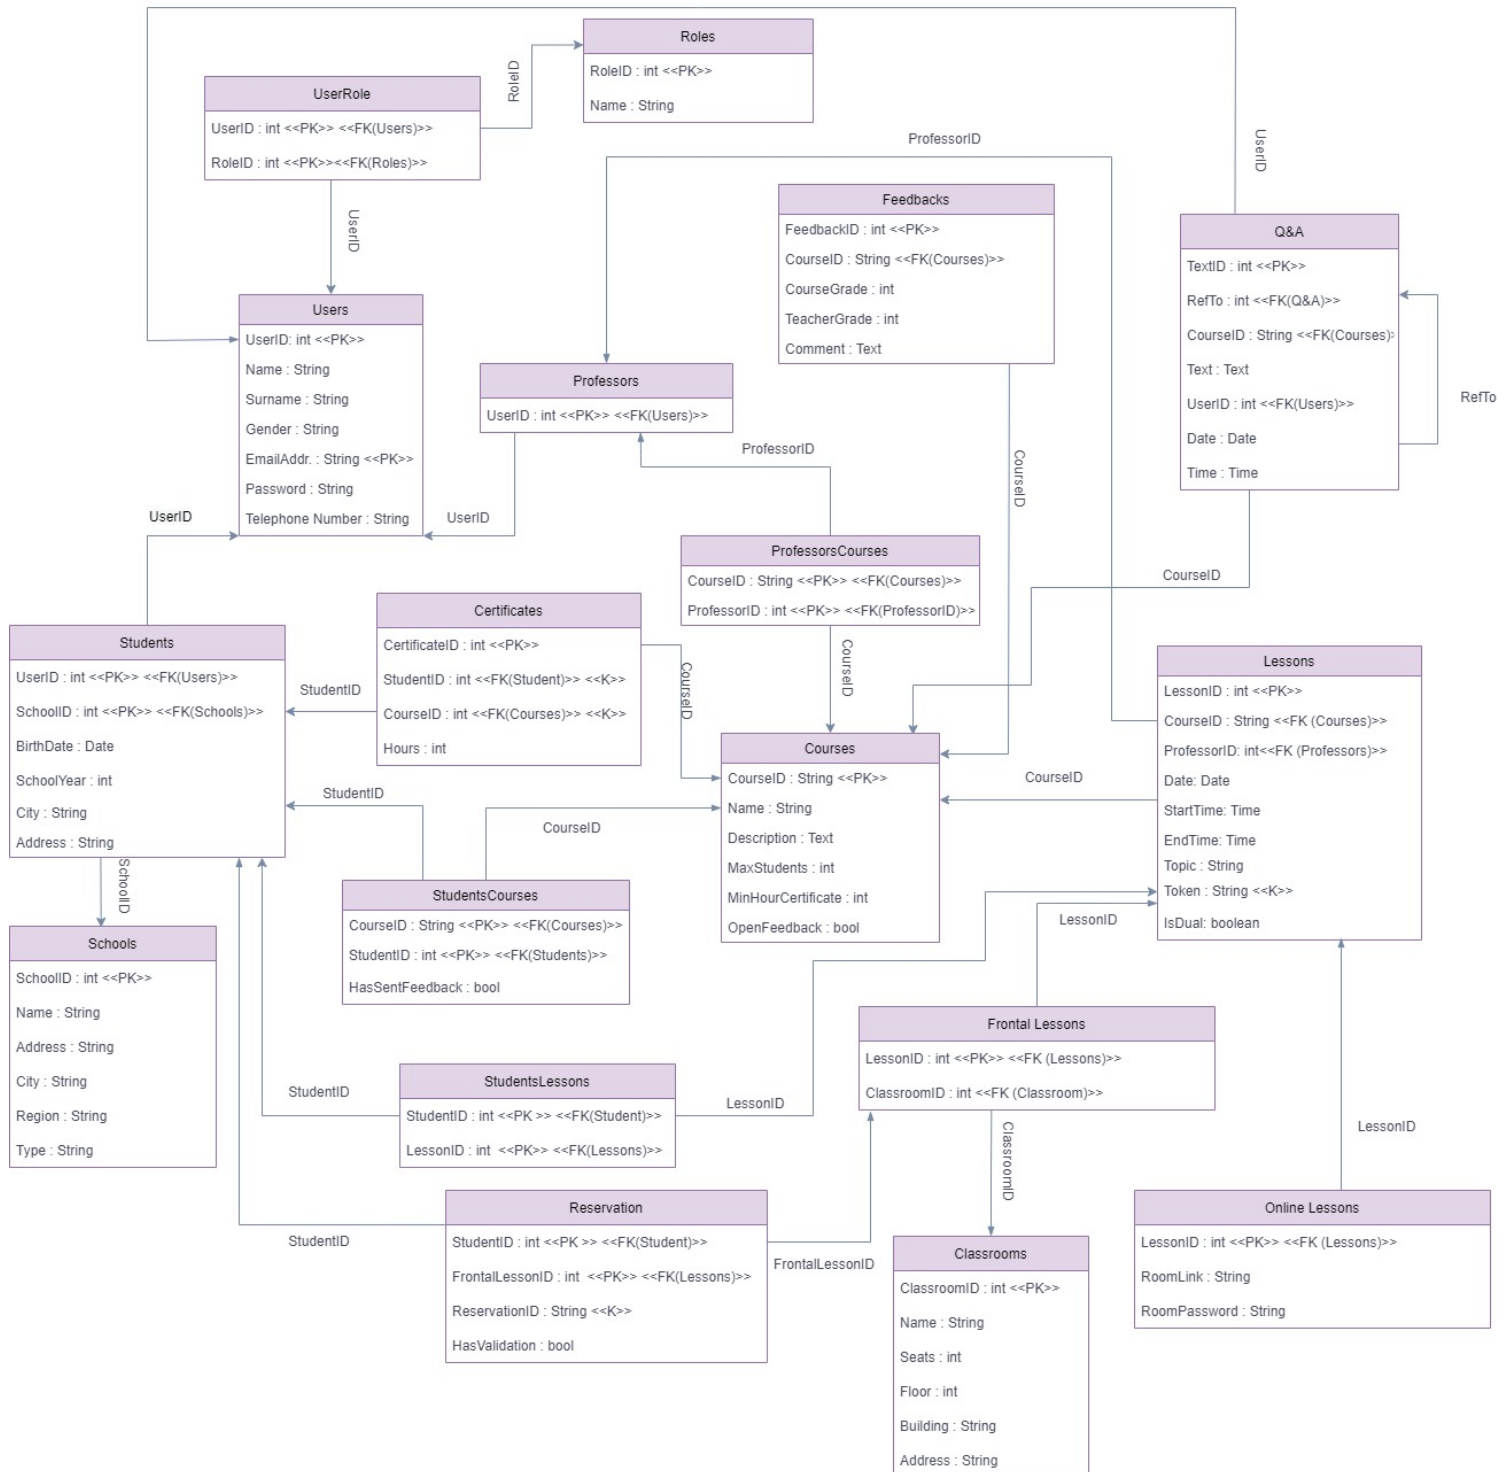 Roles
RoleID : int <<PK>>
Name : String
RoleID
UserRole
UserID : int <<PK>> <<FK(Users)>>
RoleID : int <<PK>><<FK(Roles)>>
UserID
ProfessorID
UserID
Feedbacks
FeedbackID : int <<PK>>
CourseID : String <<FK(Courses)>>
CourseGrade : int
TeacherGrade : int
Comment : Text
Q&A
TextID : int <<PK>>
RefTo : int <<FK(Q&A)>>
CourseID : String <<FK(Courses)>
Text : Text
UserID : int <<FK(Users)>>
Date : Date
Time : Time
RefTo
Users
UserID: int <<PK>>
Name : String
Surname : String
Gender : String
EmailAddr. : String <<PK>>
Password : String
Telephone Number : String
Professors
UserID : int <<PK>> <<FK(Users)>>
ProfessorID
CourseID
UserID
UserID
ProfessorsCourses
CourseID : String <<PK>> <<FK(Courses)>>
ProfessorID : int <<PK>> <<FK(ProfessorID)>>
CourseID
CourseID
Certificates
CertificateID : int <<PK>>
StudentID : int <<FK(Student)>> <<K>>
CourseID : int <<FK(Courses)>> <<K>>
Hours : int
CourseID
StudentID
Students
UserID : int <<PK>> <<FK(Users)>>
SchoolID : int <<PK>> <<FK(Schools)>>
BirthDate : Date
SchoolYear : int
City : String
Address : String
Lessons
LessonID : int <<PK>>
CourseID : String <<FK (Courses)>>
ProfessorID: int<<FK (Professors)>>
Date: Date
StartTime: Time
EndTime: Time
Topic : String
Token : String <<K>>
IsDual: boolean
Courses
CourseID : String <<PK>>
Name : String
Description : Text
MaxStudents : int
MinHourCertificate : int
OpenFeedback : bool
CourseID
StudentID
CourseID
SchoolID
StudentsCourses
CourseID : String <<PK>> <<FK(Courses)>>
StudentID : int <<PK>> <<FK(Students)>>
HasSentFeedback : bool
LessonID
Schools
SchoolID : int <<PK>>
Name : String
Address : String
City : String
Region : String
Type : String
Frontal Lessons
LessonID : int <<PK>> <<FK (Lessons)>>
ClassroomID : int <<FK (Classroom)>>
StudentsLessons
StudentID : int <<PK >> <<FK(Student)>>
LessonID : int <<PK>> <<FK(Lessons)>>
StudentID
LessonID
LessonID
ClassroomID
Reservation
StudentID : int <<PK >> <<FK(Student)>>
FrontalLessonID : int <<PK>> <<FK(Lessons)>>
ReservationID : String <<K>>
HasValidation : bool
StudentID
FrontalLessonID
Online Lessons
LessonID : int <<PK>> <<FK (Lessons)>>
RoomLink : String
RoomPassword : String
Classrooms
ClassroomID : int <<PK>>
Name : String
Seats : int
Floor : int
Building : String
Address : String